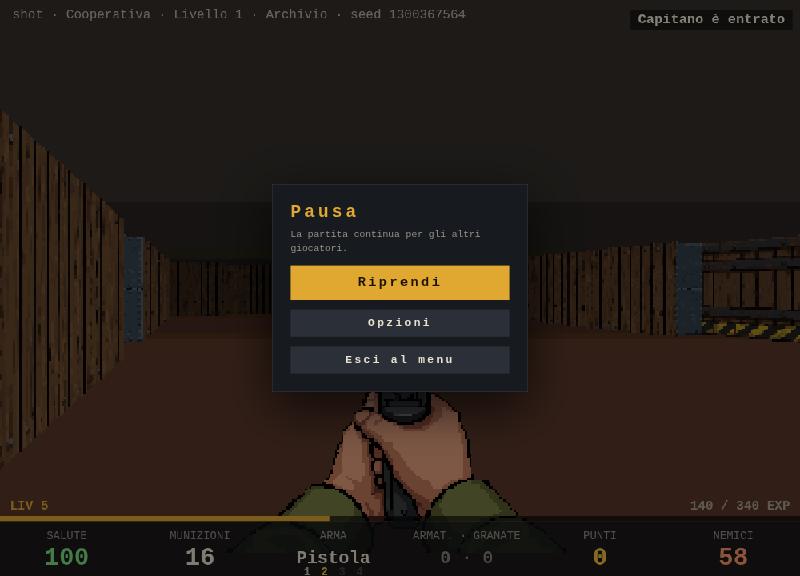 shot · Cooperativa · Livello 1 · Archivio · seed 1300367564
Capitano è entrato
Pausa
La partita continua per gli altri
giocatori.
Riprendi
Opzioni
Esci al menu
LIV 5
140 / 340 EXP
SALUTE MUNIZIONI ARMA ARMAT. · GRANATE PUNTI NEMICI
100 16 Pistola 0 · 0 0 58
1 2 3 4